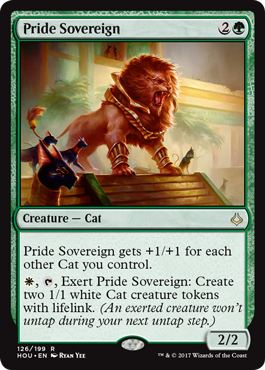 Pride Sovereign 2
Creature — Cat
Pride Sovereign gets +1/+1 for each
other Cat you control.
, , Exert Pride Sovereign: Create
two 1/1 white Cat creature tokens
with lifelink. (An exerted creature won't
untap during your next untap step.)
2/2
126/199 R
HOU • EN Ryan Yee
™ & © 2017 Wizards of the Coast